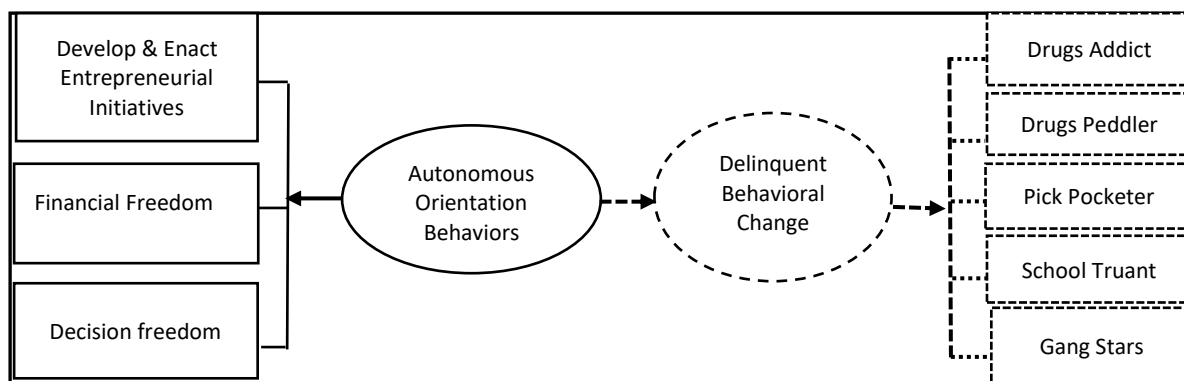 Develop & Enact
Entrepreneurial
Initiatives
Financial Freedom
Decision freedom
Autonomous
Orientation
Behaviors
Delinquent
Behavioral
Change
Drugs Addict
Drugs Peddler
Pick Pocketer
School Truant
Gang Stars